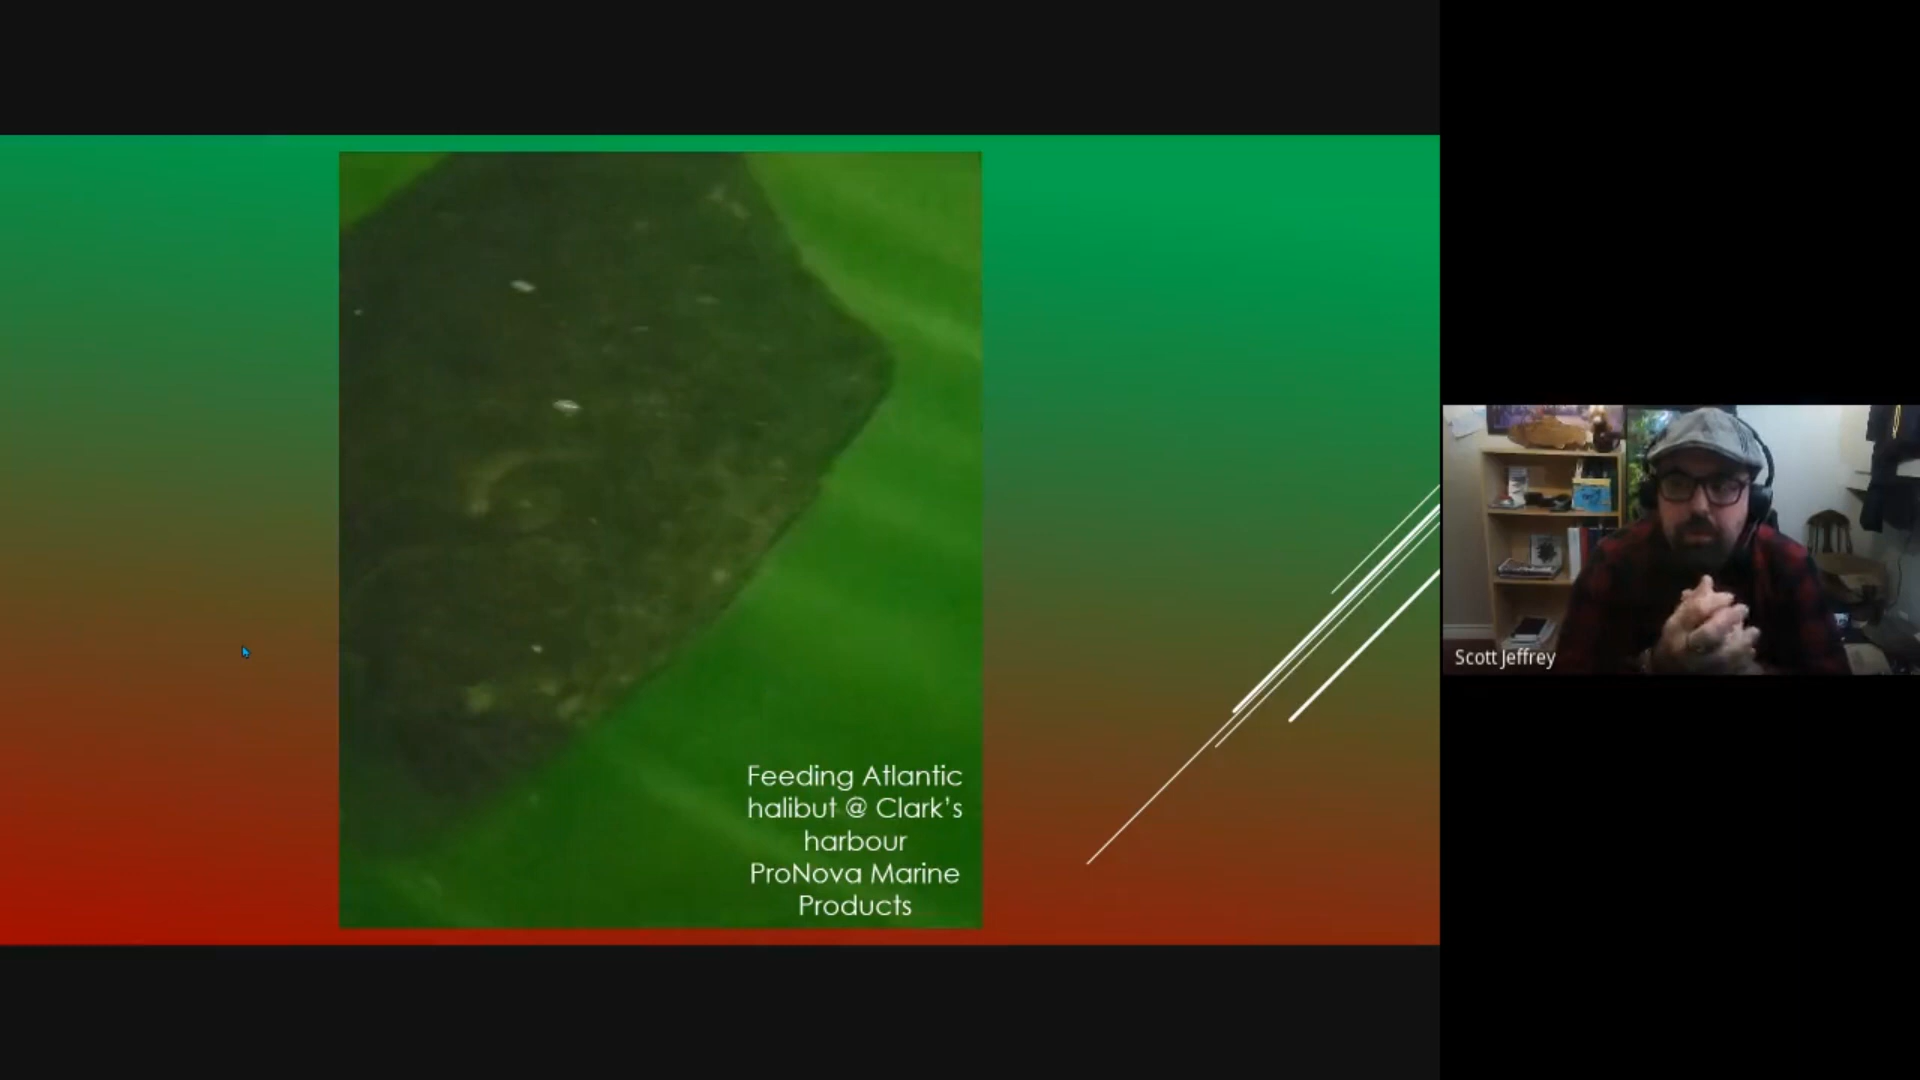 Feeding Atlantic
halibut @ Clark's
harbour
ProNova Marine
Products
Scott Jeffrey